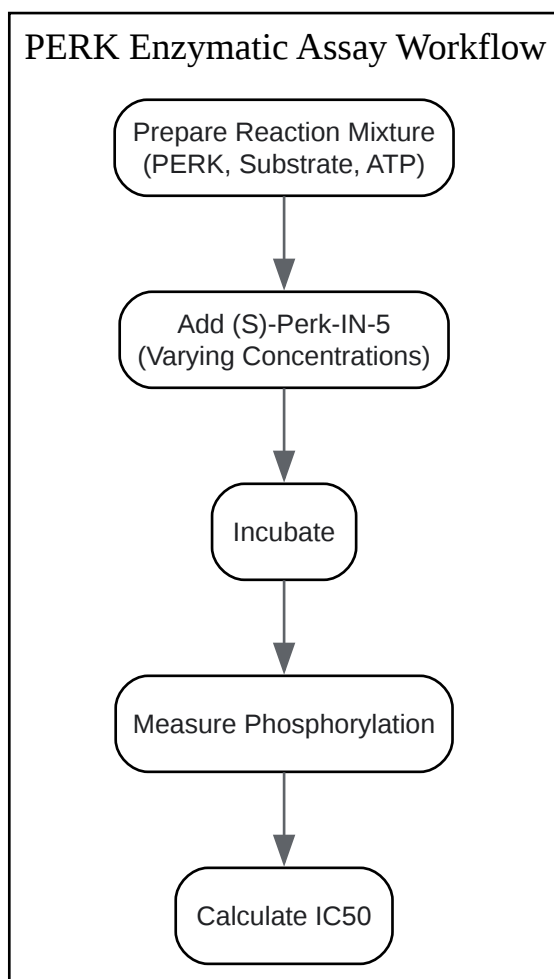 PERK Enzymatic Assay Workflow
Prepare Reaction Mixture
(PERK, Substrate, ATP)
Add (S)-Perk-IN-5
(Varying Concentrations)
Incubate
Measure Phosphorylation
Calculate IC50